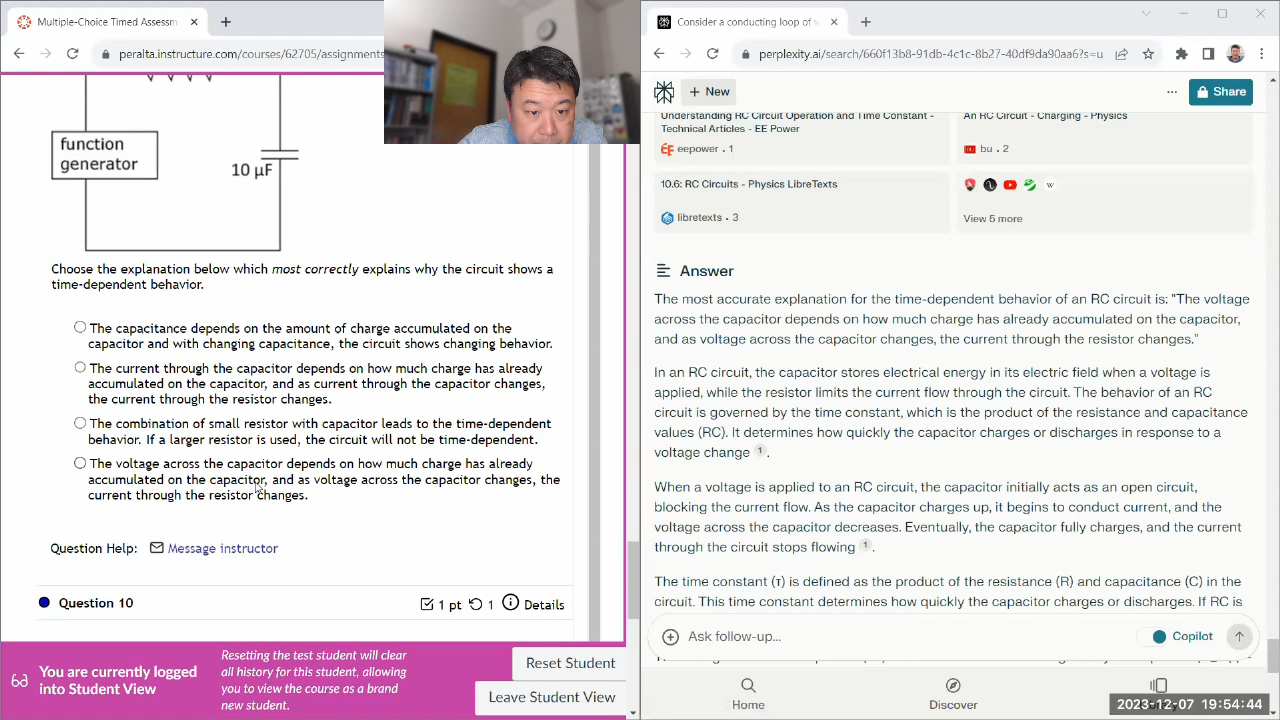 Multiple-Choice Timed Assessm
peralta.instructure.com/courses/62705/assignments
function
generator
10 µF
Choose the explanation below which most correctly explains why the circuit shows a
time-dependent behavior.
The capacitance depends on the amount of charge accumulated on the
capacitor and with changing capacitance, the circuit shows changing behavior.
The current through the capacitor depends on how much charge has already
accumulated on the capacitor, and as current through the capacitor changes,
the current through the resistor changes.
The combination of small resistor with capacitor leads to the time-dependent
behavior. If a larger resistor is used, the circuit will not be time-dependent.
The voltage across the capacitor depends on how much charge has already
accumulated on the capacitor, and as voltage across the capacitor changes, the
current through the resistor changes.
Question Help: Message instructor
Question 10
1 pt 1 Details
You are currently logged
into Student View
Resetting the test student will clear
all history for this student, allowing
you to view the course as a brand
new student.
Reset Student
Leave Student View
Consider a conducting loop of
perplexity.ai/search/660f13b8-91db-4c1c-8b27-40df9da90aa6?s=u
New
Share
Understanding RC Circuit Operation and Time Constant -
Technical Articles - EE Power
eepower · 1
An RC Circuit - Charging - Physics
bu · 2
10.6: RC Circuits - Physics LibreTexts
libretexts · 3
View 5 more
Answer
The most accurate explanation for the time-dependent behavior of an RC circuit is: "The voltage
across the capacitor depends on how much charge has already accumulated on the capacitor,
and as voltage across the capacitor changes, the current through the resistor changes."
In an RC circuit, the capacitor stores electrical energy in its electric field when a voltage is
applied, while the resistor limits the current flow through the circuit. The behavior of an RC
circuit is governed by the time constant, which is the product of the resistance and capacitance
values (RC). It determines how quickly the capacitor charges or discharges in response to a
voltage change 1.
When a voltage is applied to an RC circuit, the capacitor initially acts as an open circuit,
blocking the current flow. As the capacitor charges up, it begins to conduct current, and the
voltage across the capacitor decreases. Eventually, the capacitor fully charges, and the current
through the circuit stops flowing 1.
The time constant (τ) is defined as the product of the resistance (R) and capacitance (C) in the
circuit. This time constant determines how quickly the capacitor charges or discharges. If RC is
Ask follow-up...
Copilot
Home
Discover
2023-12-07 19:54:44